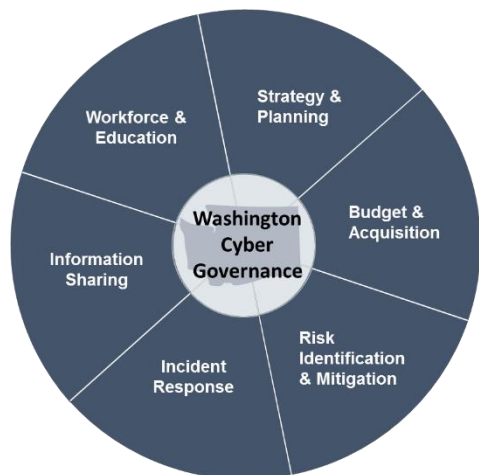 Strategy &
Planning
Budget &
Acquisition
Risk
Identification
& Mitigation
Incident
Response
Information
Sharing
Workforce &
Education
Washington
Cyber
Governance